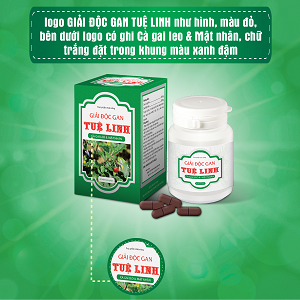 logo GIẢI ĐỘC GAN TUỆ LINH như hình, màu đỏ,
bên dưới logo có ghi Cà gai leo & Mật nhân, chữ
trắng đặt trong khung màu xanh đậm
GIẢI ĐỘC GAN
TUỆ LINH
GIẢI ĐỘC GAN
TUỆ LINH
GIẢI ĐỘC GAN
TUỆ LINH